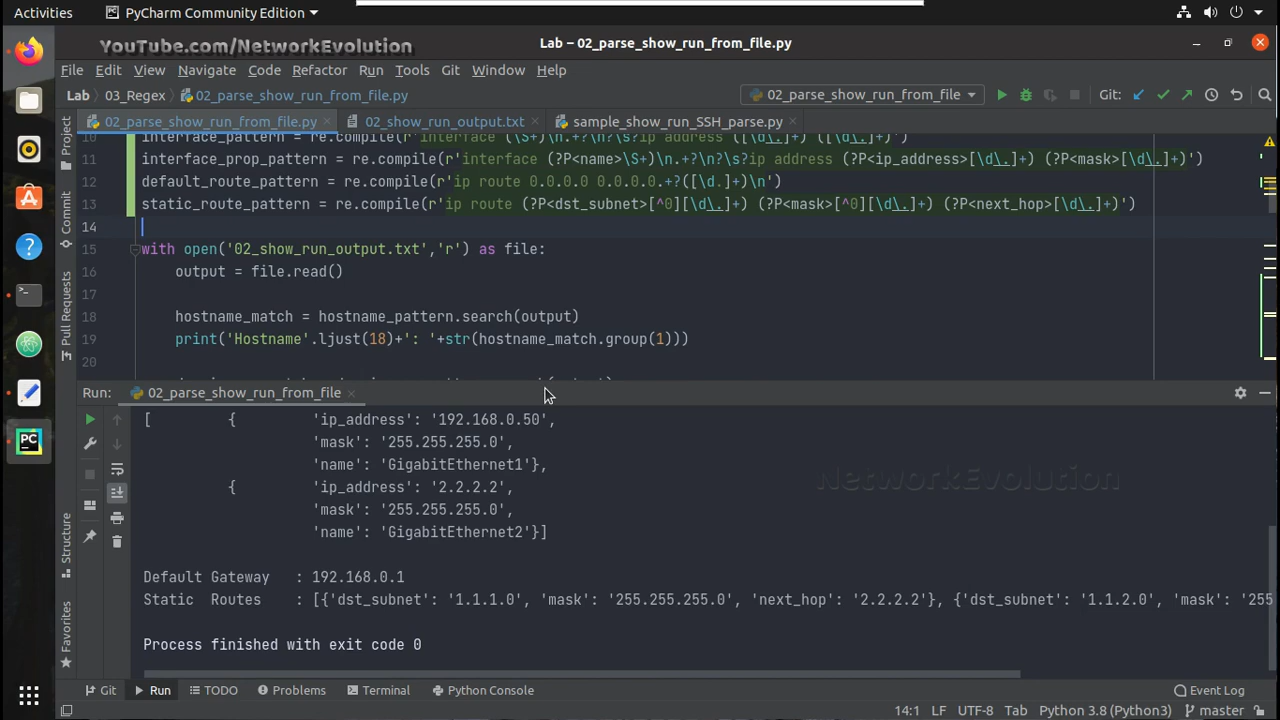 Activities PyCharm Community Edition
YouTube.com/NetworkEvolution Lab – 02_parse_show_run_from_file.py
File Edit View Navigate Code Refactor Run Tools Git Window Help
Lab 03_Regex 02_parse_show_run_from_file.py 02_parse_show_run_from_file Git:
02_parse_show_run_from_file.py 02_show_run_output.txt sample_show_run_SSH_parse.py
10 interface_pattern = re.compile(r'interface (\S+)\n.+?\n?\s?ip address ([\d\.]+) ([\d\.]+)')
11 interface_prop_pattern = re.compile(r'interface (?P<name>\S+)\n.+?\n?\s?ip address (?P<ip_address>[\d\.]+) (?P<mask>[\d\.]+)')
12 default_route_pattern = re.compile(r'ip route 0.0.0.0 0.0.0.0.+?([\d.]+)\n')
13 static_route_pattern = re.compile(r'ip route (?P<dst_subnet>[^0][\d\.]+) (?P<mask>[^0][\d\.]+) (?P<next_hop>[\d\.]+)')
14
15 with open('02_show_run_output.txt','r') as file:
16 output = file.read()
17
18 hostname_match = hostname_pattern.search(output)
19 print('Hostname'.ljust(18)+': '+str(hostname_match.group(1)))
20
Run: 02_parse_show_run_from_file
[ { 'ip_address': '192.168.0.50',
'mask': '255.255.255.0',
'name': 'GigabitEthernet1'},
{ 'ip_address': '2.2.2.2',
'mask': '255.255.255.0',
'name': 'GigabitEthernet2'}]
NetworkEvolution
Default Gateway : 192.168.0.1
Static Routes : [{'dst_subnet': '1.1.1.0', 'mask': '255.255.255.0', 'next_hop': '2.2.2.2'}, {'dst_subnet': '1.1.2.0', 'mask': '255
Process finished with exit code 0
Project
Commit
Pull Requests
Structure
Favorites
Git Run TODO Problems Terminal Python Console Event Log
14:1 LF UTF-8 Tab Python 3.8 (Python3) master